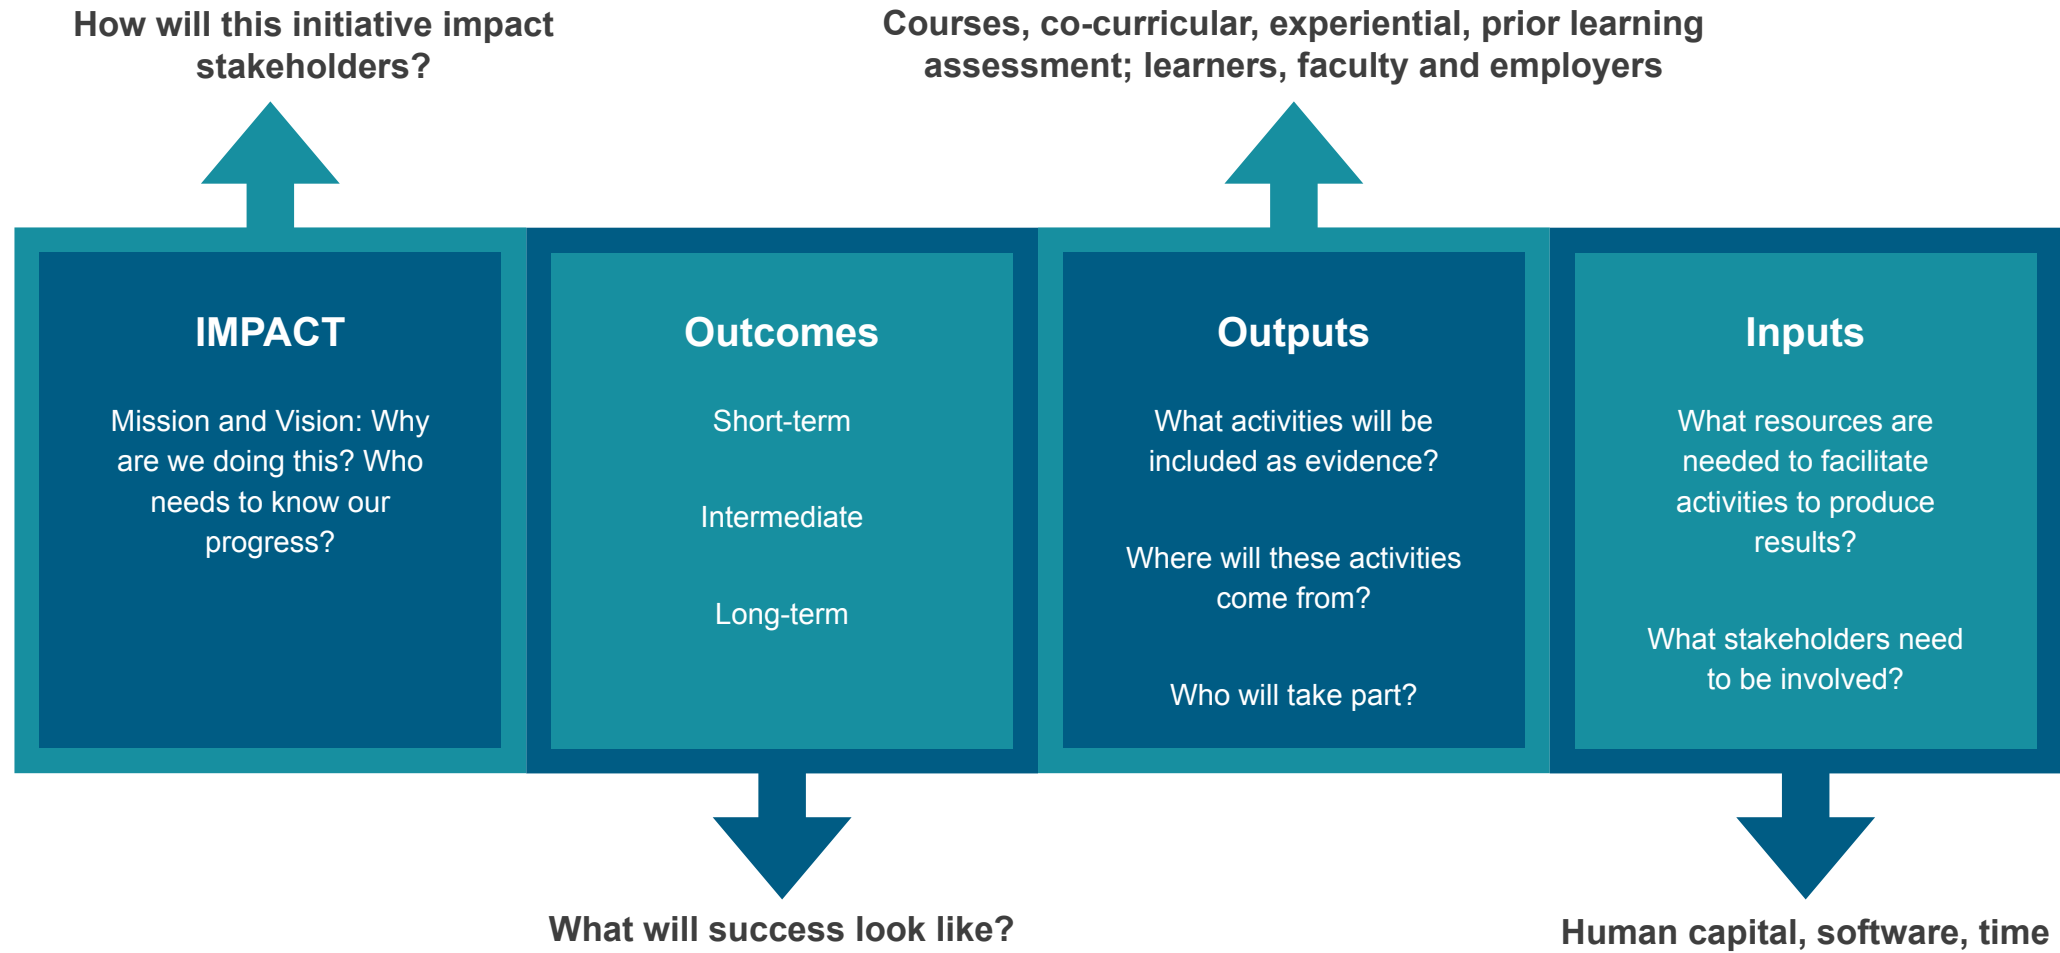 How will this initiative impact
stakeholders?
Courses, co-curricular, experiential, prior learning
assessment; learners, faculty and employers
IMPACT
Mission and Vision: Why
are we doing this? Who
needs to know our
progress?
Outcomes
Short-term
Intermediate
Long-term
Outputs
What activities will be
included as evidence?
Where will these activities
come from?
Who will take part?
Inputs
What resources are
needed to facilitate
activities to produce
results?
What stakeholders need
to be involved?
What will success look like?
Human capital, software, time